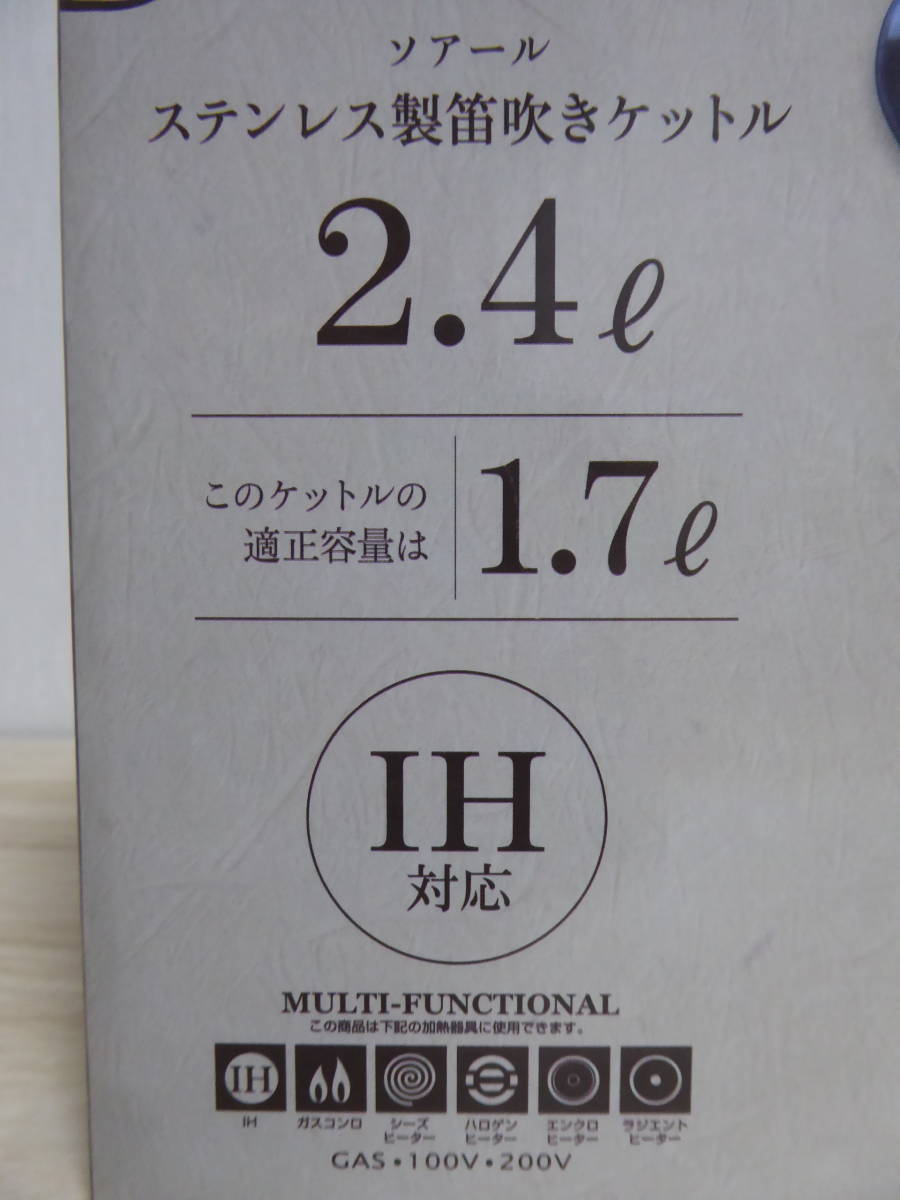 ソアール
ステンレス製笛吹きケットル
2.4ℓ
このケットルの
適正容量は
1.7ℓ
IH
対応
MULTI-FUNCTIONAL
この商品は下記の加熱器具に使用できます。
IH
IH
ガスコンロ
シーズ
ヒーター
ハロゲン
ヒーター
エンクロ
ヒーター
ラジエント
ヒーター
GAS・100V・200V